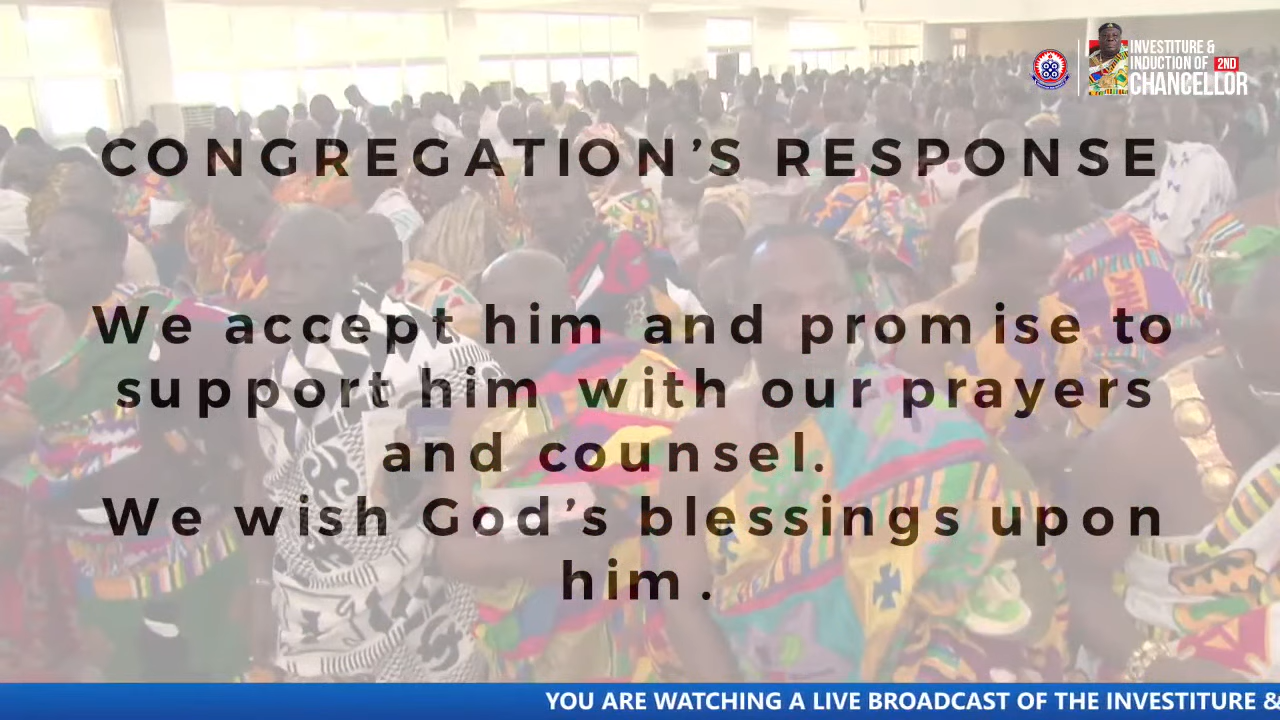 INVESTITURE &
INDUCTION OF 2ND
CHANCELLOR
CONGREGATION’S RESPONSE
We accept him and promise to
support him with our prayers
and counsel.
We wish God’s blessings upon
him.
YOU ARE WATCHING A LIVE BROADCAST OF THE INVESTITURE &